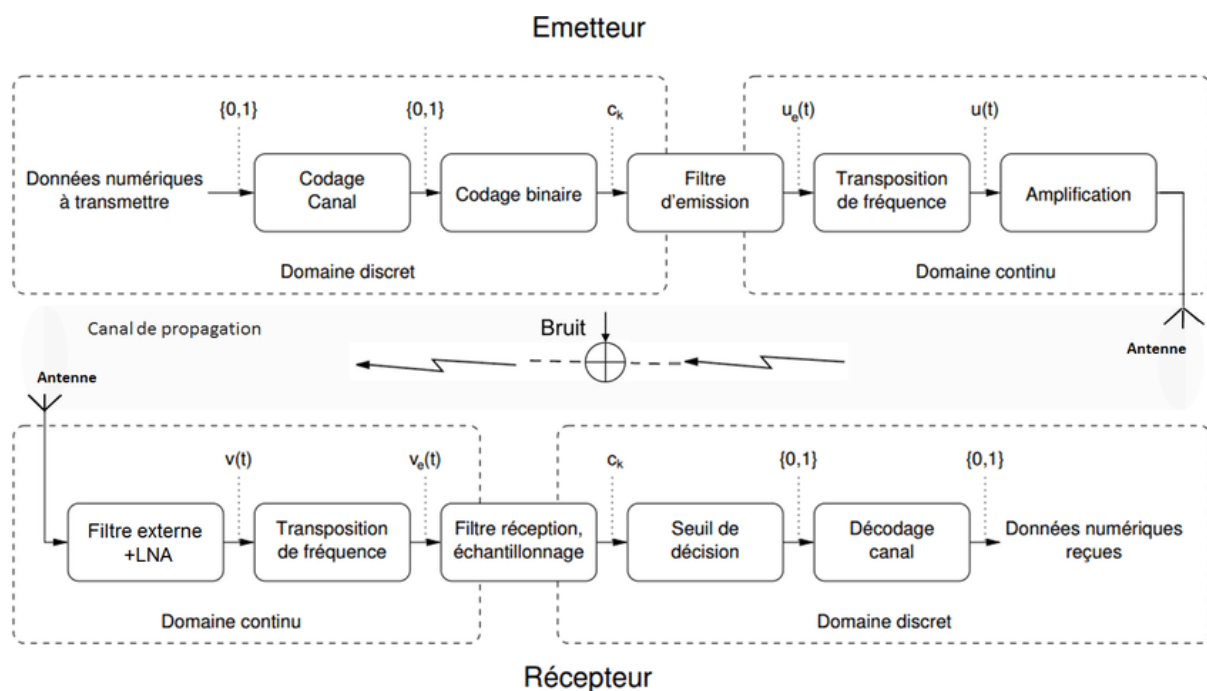 Emetteur
{0,1}
{0,1}
c_k
u_e(t)
u(t)
Données numériques
à transmettre
Codage
Canal
Codage binaire
Filtre
d'emission
Transposition
de fréquence
Amplification
Domaine discret
Domaine continu
Canal de propagation
Bruit
Antenne
Antenne
v(t)
v_e(t)
c_k
{0,1}
{0,1}
Filtre externe
+LNA
Transposition
de fréquence
Filtre réception,
échantillonnage
Seuil de
décision
Décodage
canal
Données numériques
reçues
Domaine continu
Domaine discret
Récepteur